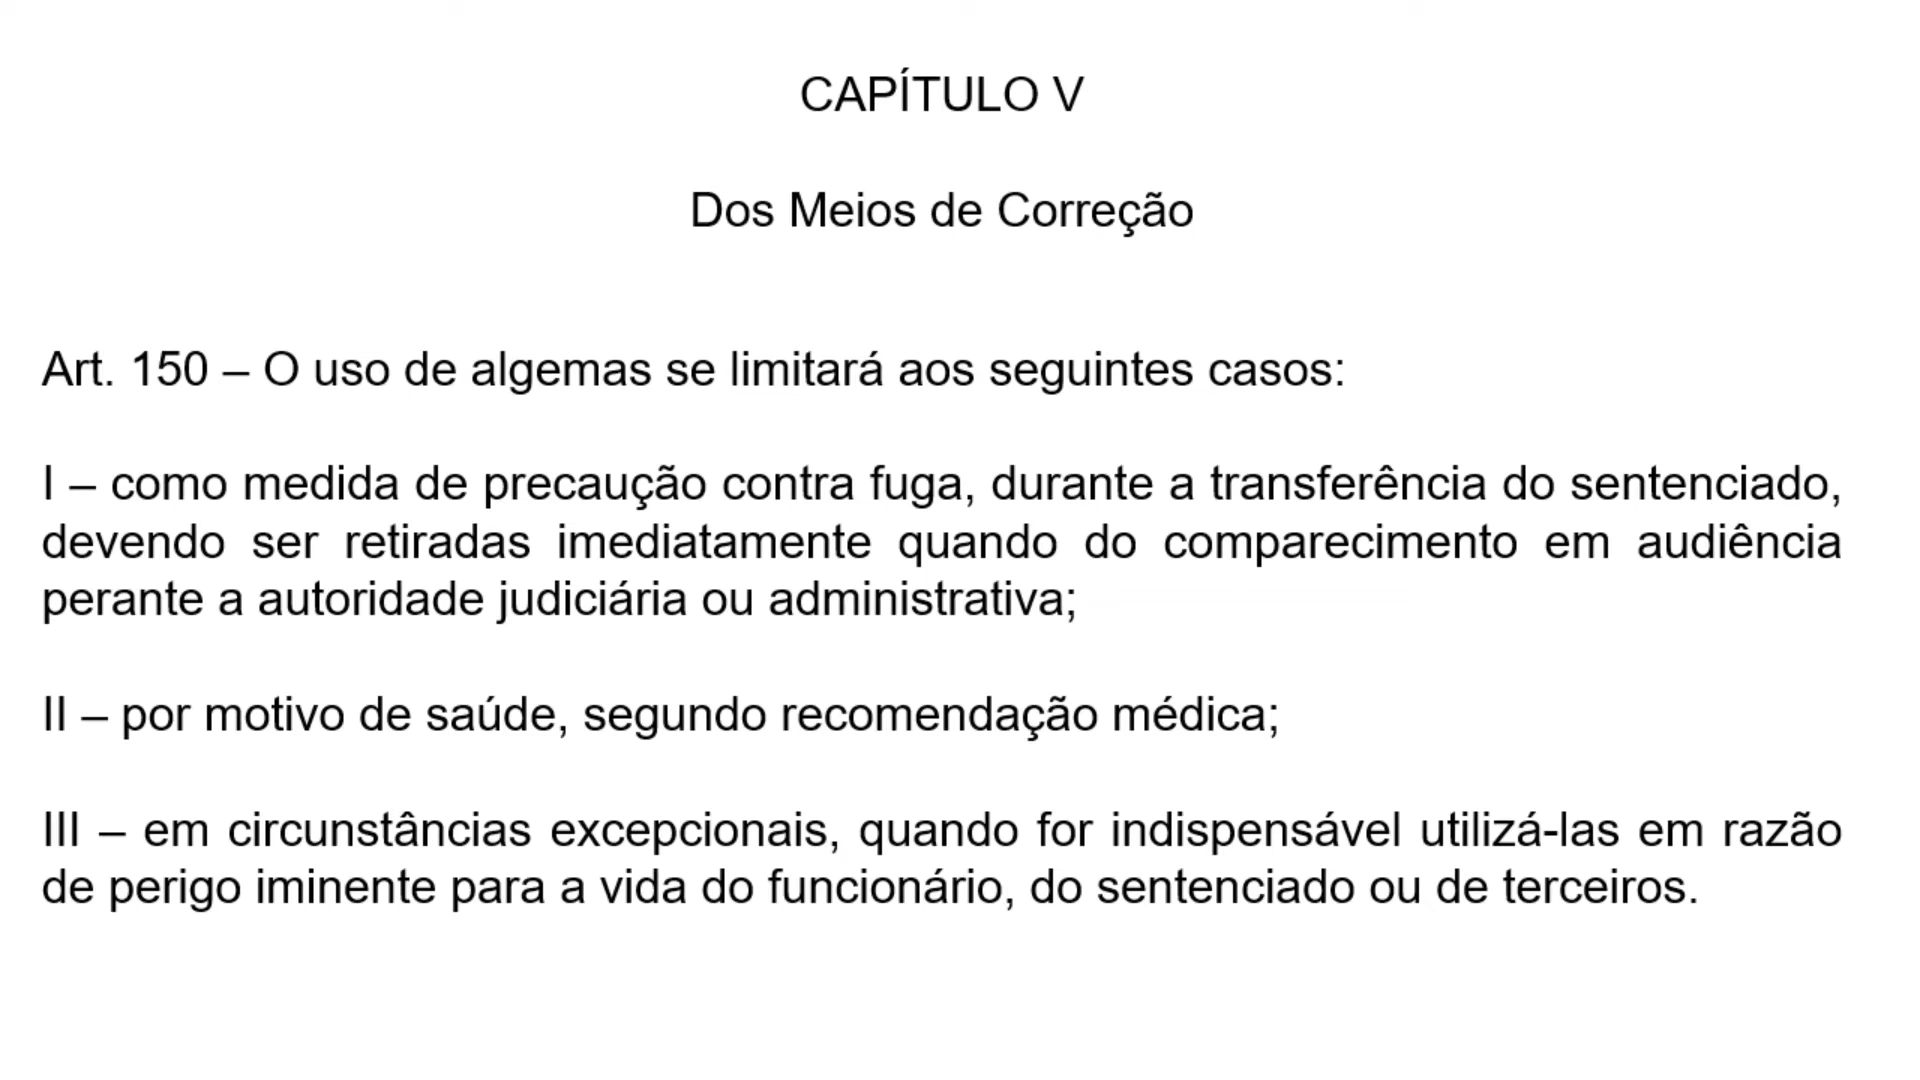 CAPÍTULO V
Dos Meios de Correção
Art. 150 – O uso de algemas se limitará aos seguintes casos:
I – como medida de precaução contra fuga, durante a transferência do sentenciado,
devendo ser retiradas imediatamente quando do comparecimento em audiência
perante a autoridade judiciária ou administrativa;
II – por motivo de saúde, segundo recomendação médica;
III – em circunstâncias excepcionais, quando for indispensável utilizá-las em razão
de perigo iminente para a vida do funcionário, do sentenciado ou de terceiros.